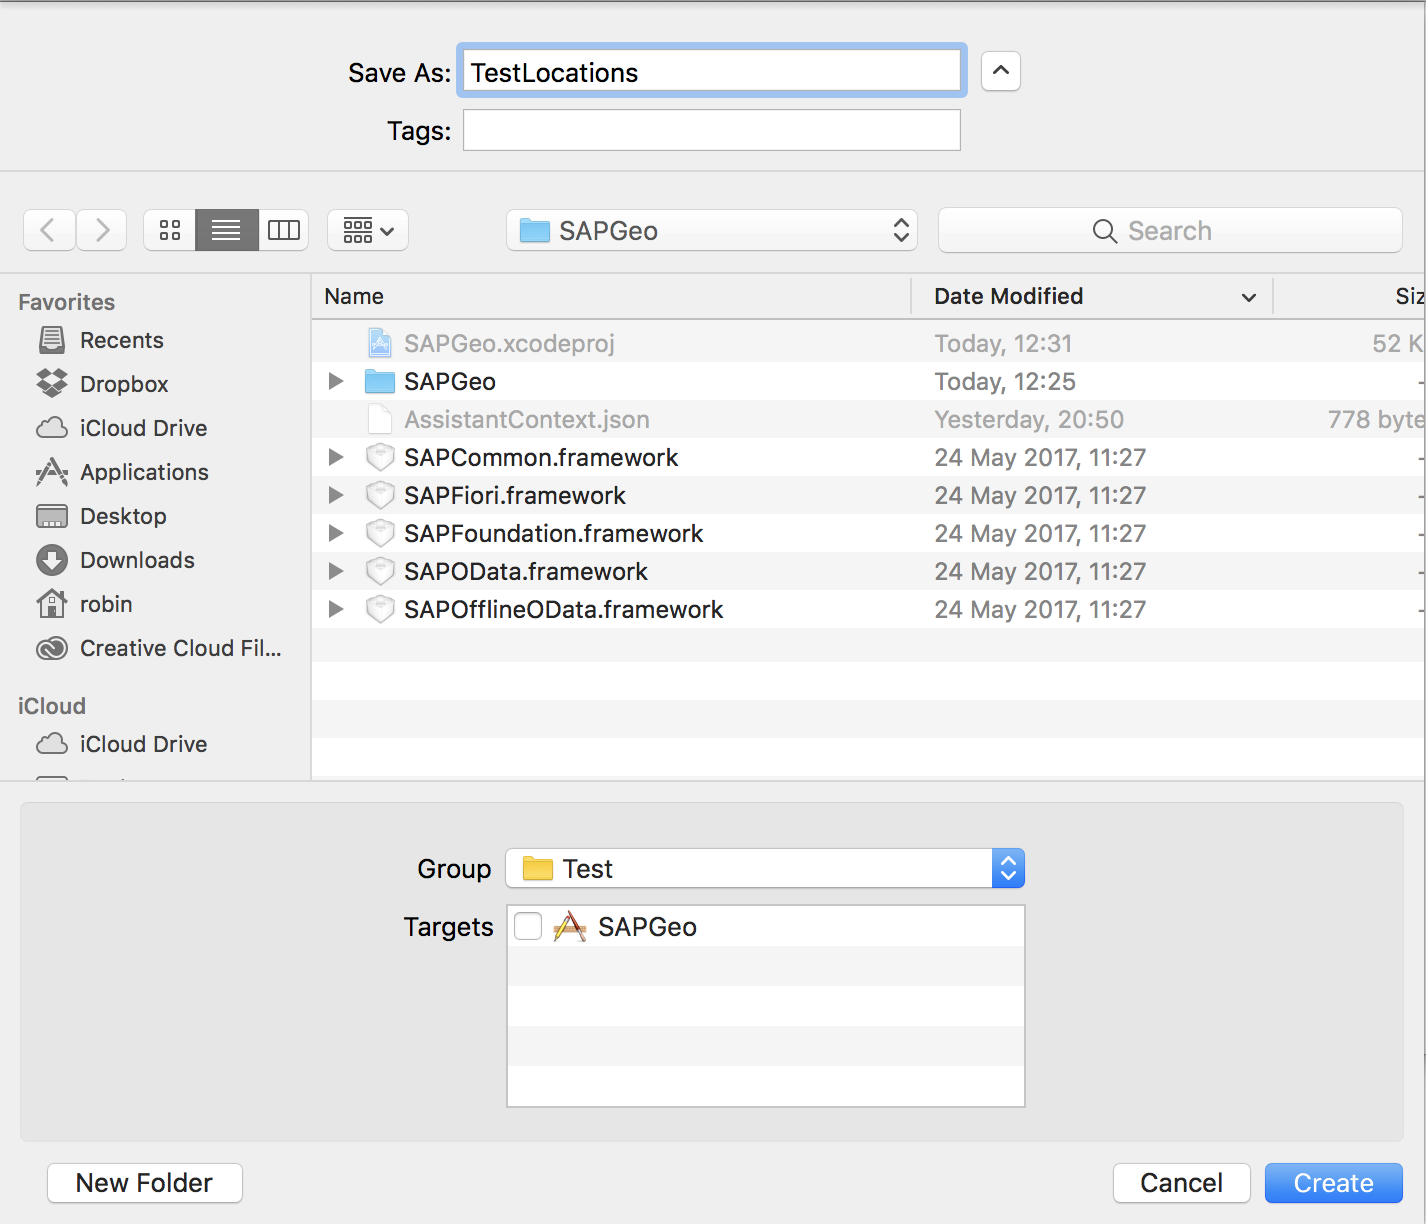 Save As: TestLocations
Tags:
SAPGeo
Search
Favorites
Recents
Dropbox
iCloud Drive
Applications
Desktop
Downloads
robin
Creative Cloud Fil...
iCloud
iCloud Drive
Name Date Modified Siz
SAPGeo.xcodeproj Today, 12:31 52 K
SAPGeo Today, 12:25 -
AssistantContext.json Yesterday, 20:50 778 byte
SAPCommon.framework 24 May 2017, 11:27 -
SAPFiori.framework 24 May 2017, 11:27 -
SAPFoundation.framework 24 May 2017, 11:27 -
SAPOData.framework 24 May 2017, 11:27 -
SAPOfflineOData.framework 24 May 2017, 11:27 -
Group Test
Targets SAPGeo
New Folder Cancel Create